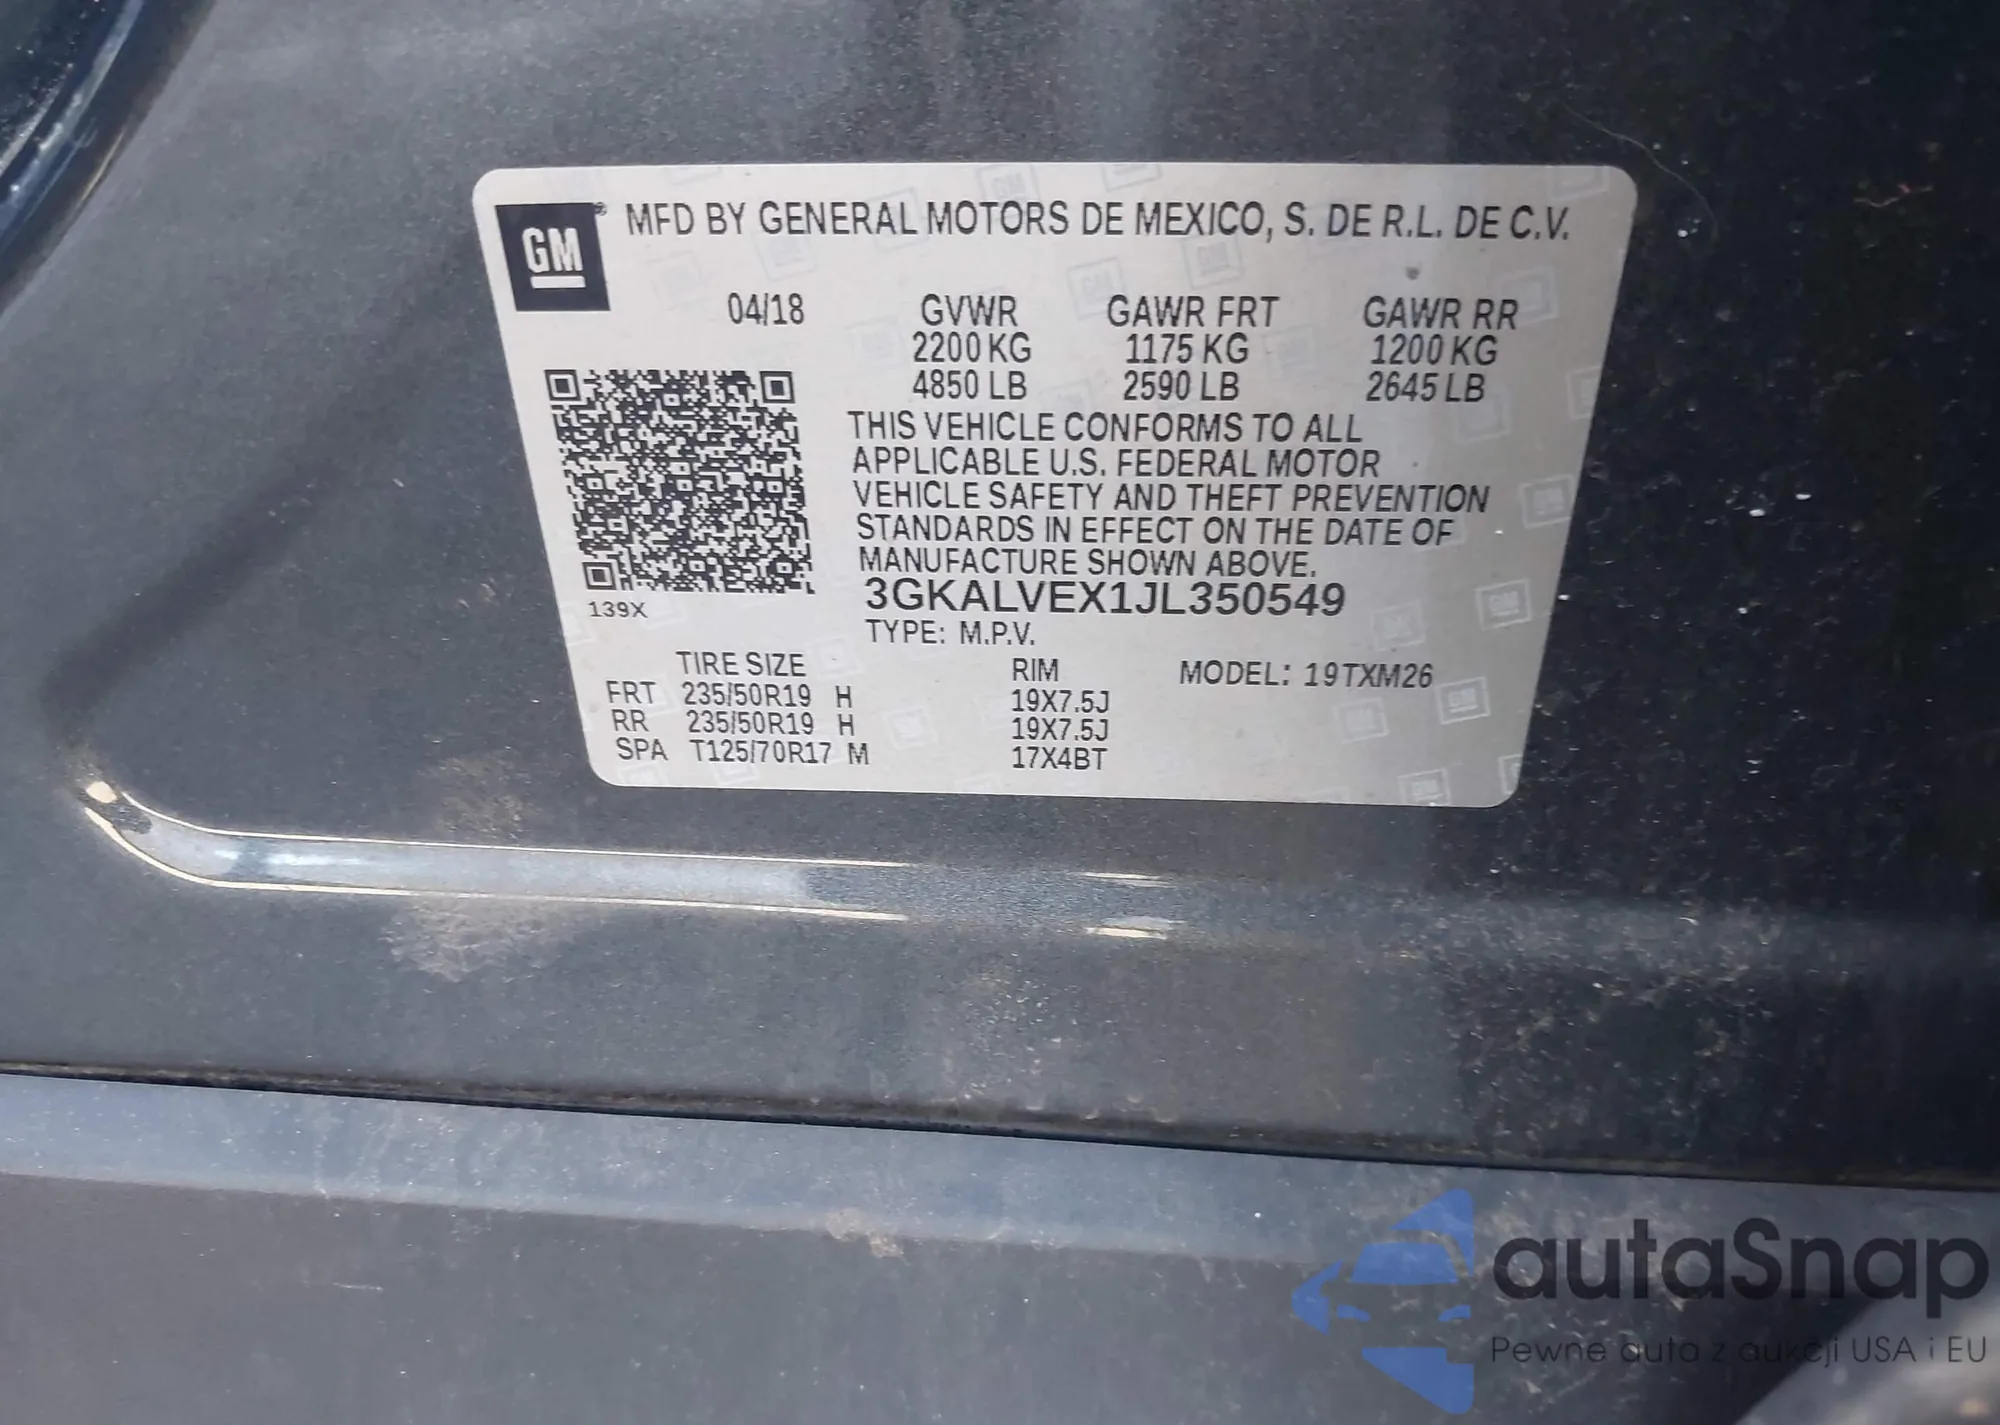 GM ® MFD BY GENERAL MOTORS DE MEXICO, S. DE R.L. DE C.V.
04/18 GVWR GAWR FRT GAWR RR
2200 KG 1175 KG 1200 KG
4850 LB 2590 LB 2645 LB
THIS VEHICLE CONFORMS TO ALL
APPLICABLE U.S. FEDERAL MOTOR
VEHICLE SAFETY AND THEFT PREVENTION
STANDARDS IN EFFECT ON THE DATE OF
MANUFACTURE SHOWN ABOVE.
3GKALVEX1JL350549
139X
TYPE: M.P.V.
TIRE SIZE RIM MODEL: 19TXM26
FRT 235/50R19 H 19X7.5J
RR 235/50R19 H 19X7.5J
SPA T125/70R17 M 17X4BT
autaSnap
Pewne auta z aukcji USA i EU